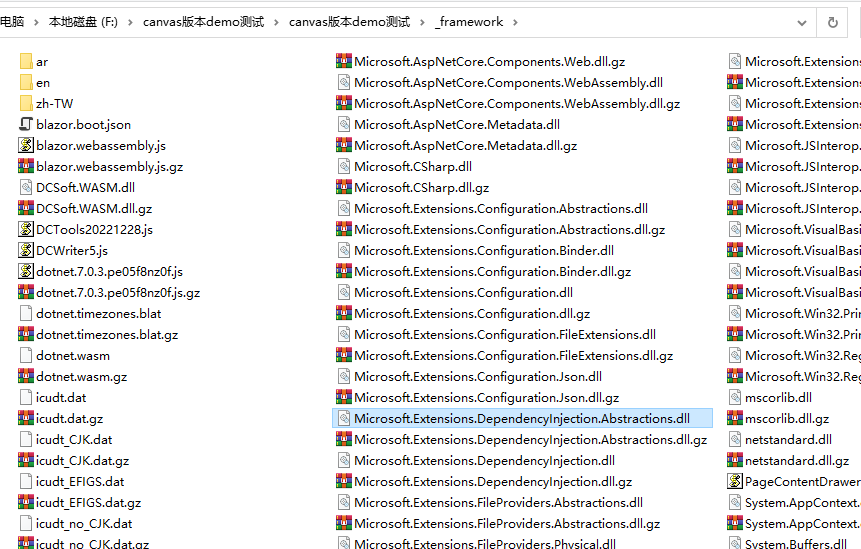 电脑 › 本地磁盘 (F:) › canvas版本demo测试 › canvas版本demo测试 › _framework ›
ar
en
zh-TW
blazor.boot.json
blazor.webassembly.js
blazor.webassembly.js.gz
DCSoft.WASM.dll
DCSoft.WASM.dll.gz
DCTools20221228.js
DCWriter5.js
dotnet.7.0.3.pe05f8nz0f.js
dotnet.7.0.3.pe05f8nz0f.js.gz
dotnet.timezones.blat
dotnet.timezones.blat.gz
dotnet.wasm
dotnet.wasm.gz
icudt.dat
icudt.dat.gz
icudt_CJK.dat
icudt_CJK.dat.gz
icudt_EFIGS.dat
icudt_EFIGS.dat.gz
icudt_no_CJK.dat
icudt_no_CJK.dat.gz
Microsoft.AspNetCore.Components.Web.dll.gz
Microsoft.AspNetCore.Components.WebAssembly.dll
Microsoft.AspNetCore.Components.WebAssembly.dll.gz
Microsoft.AspNetCore.Metadata.dll
Microsoft.AspNetCore.Metadata.dll.gz
Microsoft.CSharp.dll
Microsoft.CSharp.dll.gz
Microsoft.Extensions.Configuration.Abstractions.dll
Microsoft.Extensions.Configuration.Abstractions.dll.gz
Microsoft.Extensions.Configuration.Binder.dll
Microsoft.Extensions.Configuration.Binder.dll.gz
Microsoft.Extensions.Configuration.dll
Microsoft.Extensions.Configuration.dll.gz
Microsoft.Extensions.Configuration.FileExtensions.dll
Microsoft.Extensions.Configuration.FileExtensions.dll.gz
Microsoft.Extensions.Configuration.Json.dll
Microsoft.Extensions.Configuration.Json.dll.gz
Microsoft.Extensions.DependencyInjection.Abstractions.dll
Microsoft.Extensions.DependencyInjection.Abstractions.dll.gz
Microsoft.Extensions.DependencyInjection.dll
Microsoft.Extensions.DependencyInjection.dll.gz
Microsoft.Extensions.FileProviders.Abstractions.dll
Microsoft.Extensions.FileProviders.Abstractions.dll.gz
Microsoft.Extensions.FileProviders.Physical.dll
Microsoft.Extensions
Microsoft.Extensions
Microsoft.Extensions
Microsoft.Extensions
Microsoft.JSInterop.
Microsoft.JSInterop.
Microsoft.JSInterop.
Microsoft.JSInterop.
Microsoft.VisualBasi
Microsoft.VisualBasi
Microsoft.VisualBasi
Microsoft.VisualBasi
Microsoft.Win32.Pri
Microsoft.Win32.Pri
Microsoft.Win32.Reg
Microsoft.Win32.Reg
mscorlib.dll
mscorlib.dll.gz
netstandard.dll
netstandard.dll.gz
PageContentDrawer
System.AppContext.
System.AppContext.
System.Buffers.dll